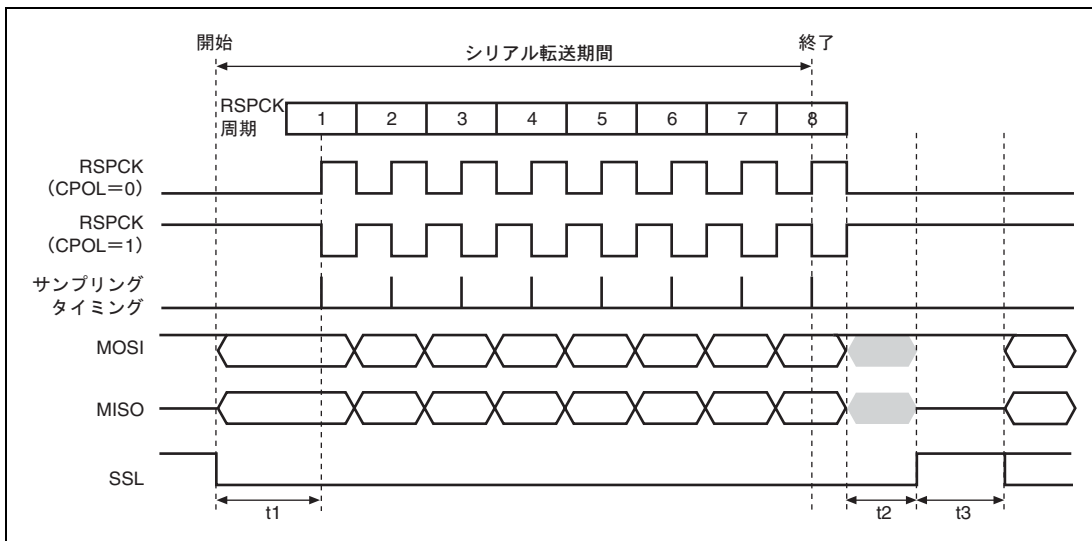 開始
終了
シリアル転送期間
RSPCK
周期
1 2 3 4 5 6 7 8
RSPCK
（CPOL＝0）
RSPCK
（CPOL＝1）
サンプリング
タイミング
MOSI
MISO
SSL
t1
t2
t3